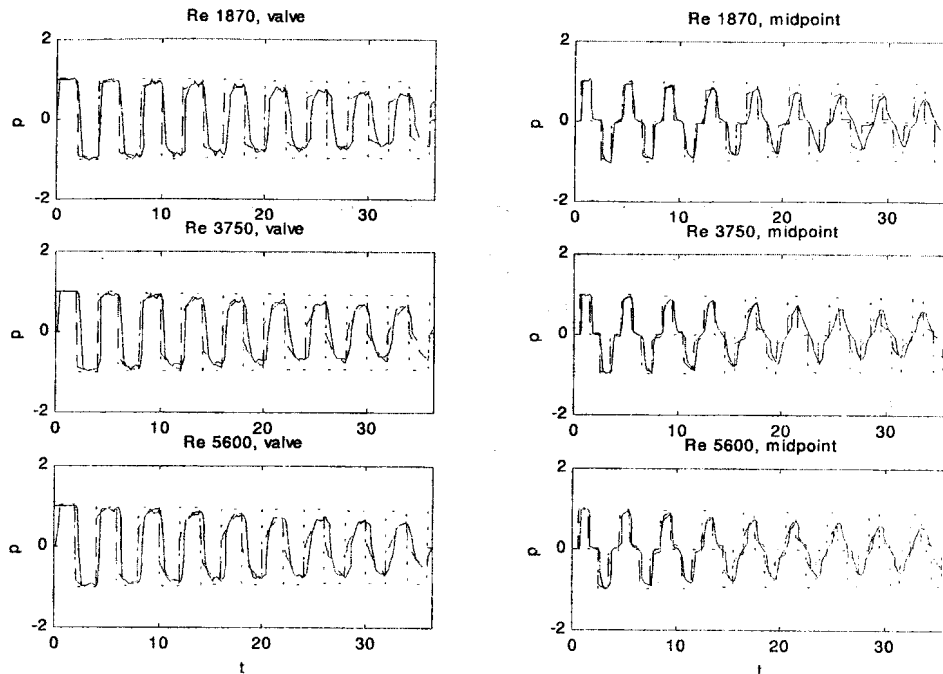 Re 1870, valve
2
0
-2
p
0 10 20 30
Re 1870, midpoint
2
0
-2
p
0 10 20 30
Re 3750, valve
2
0
-2
p
0 10 20 30
Re 3750, midpoint
2
0
-2
p
0 10 20 30
Re 5600, valve
2
0
-2
p
0 10 20 30
t
Re 5600, midpoint
2
0
-2
p
0 10 20 30
t